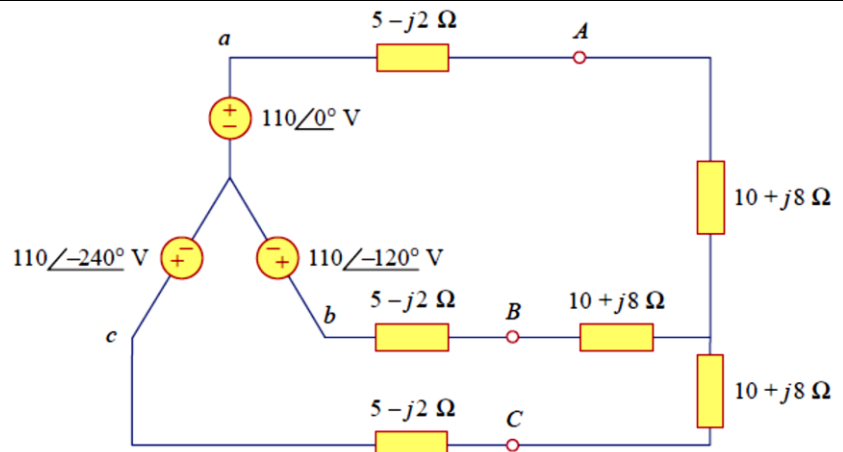 5 – j2 Ω
a
A
+
–
110∠0° V
10 + j8 Ω
110∠–240° V
–
+
–
+
110∠–120° V
5 – j2 Ω
10 + j8 Ω
b
B
c
5 – j2 Ω
C
10 + j8 Ω